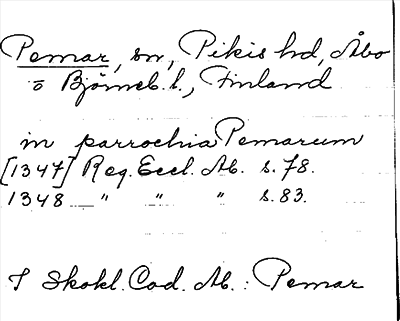 Pemar, sn, Pikis hd, Åbo
o Björneb. l., Finland
in parrochia Pemarum
[1347] Reg. Eccl. Ab. s. 78.
1348 — " " " s. 83.
I Skokl. Cod. Ab. : Pemar